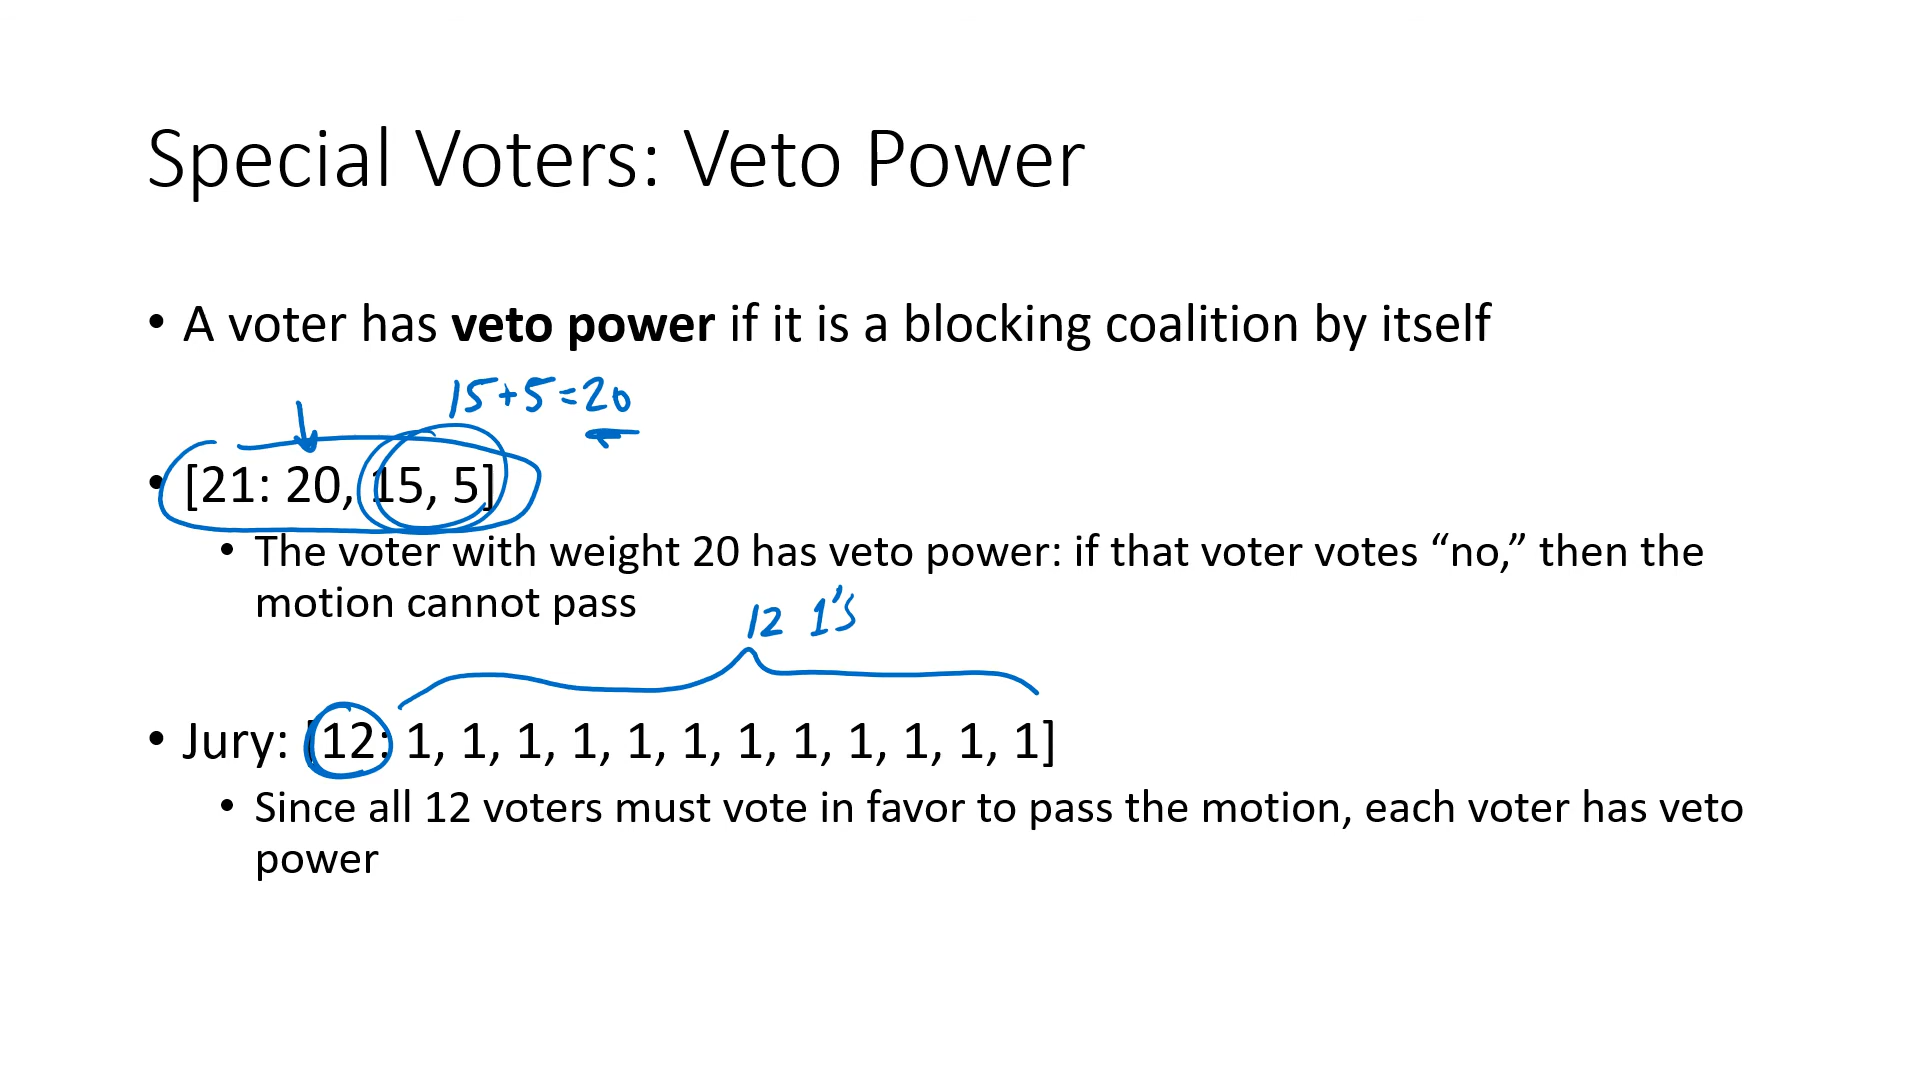 Special Voters: Veto Power
• A voter has veto power if it is a blocking coalition by itself
15+5=20
• [21: 20, 15, 5]
• The voter with weight 20 has veto power: if that voter votes “no,” then the
motion cannot pass
12 1's
• Jury: [12: 1, 1, 1, 1, 1, 1, 1, 1, 1, 1, 1, 1]
• Since all 12 voters must vote in favor to pass the motion, each voter has veto
power